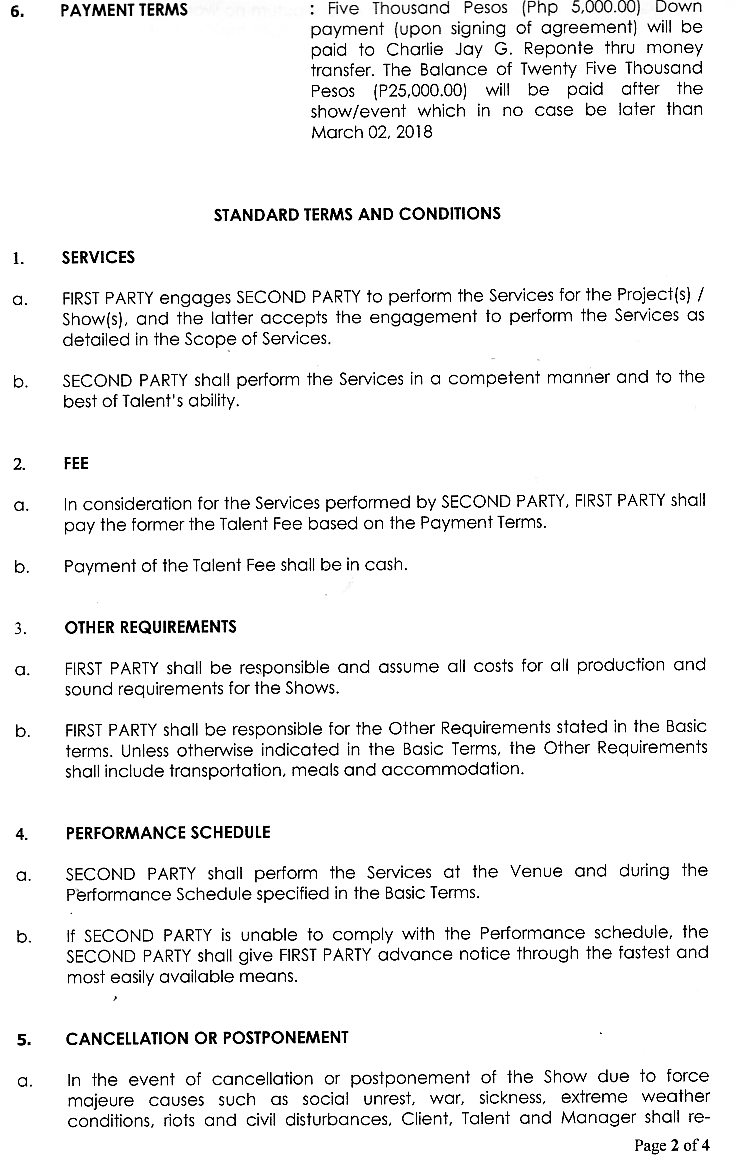 6. PAYMENT TERMS : Five Thousand Pesos (Php 5,000.00) Down
payment (upon signing of agreement) will be
paid to Charlie Jay G. Reponte thru money
transfer. The Balance of Twenty Five Thousand
Pesos (P25,000.00) will be paid after the
show/event which in no case be later than
March 02, 2018
STANDARD TERMS AND CONDITIONS
1. SERVICES
a. FIRST PARTY engages SECOND PARTY to perform the Services for the Project(s) /
Show(s), and the latter accepts the engagement to perform the Services as
detailed in the Scope of Services.
b. SECOND PARTY shall perform the Services in a competent manner and to the
best of Talent's ability.
2. FEE
a. In consideration for the Services performed by SECOND PARTY, FIRST PARTY shall
pay the former the Talent Fee based on the Payment Terms.
b. Payment of the Talent Fee shall be in cash.
3. OTHER REQUIREMENTS
a. FIRST PARTY shall be responsible and assume all costs for all production and
sound requirements for the Shows.
b. FIRST PARTY shall be responsible for the Other Requirements stated in the Basic
terms. Unless otherwise indicated in the Basic Terms, the Other Requirements
shall include transportation, meals and accommodation.
4. PERFORMANCE SCHEDULE
a. SECOND PARTY shall perform the Services at the Venue and during the
Performance Schedule specified in the Basic Terms.
b. If SECOND PARTY is unable to comply with the Performance schedule, the
SECOND PARTY shall give FIRST PARTY advance notice through the fastest and
most easily available means.
5. CANCELLATION OR POSTPONEMENT
a. In the event of cancellation or postponement of the Show due to force
majeure causes such as social unrest, war, sickness, extreme weather
conditions, riots and civil disturbances, Client, Talent and Manager shall re-
Page 2 of 4